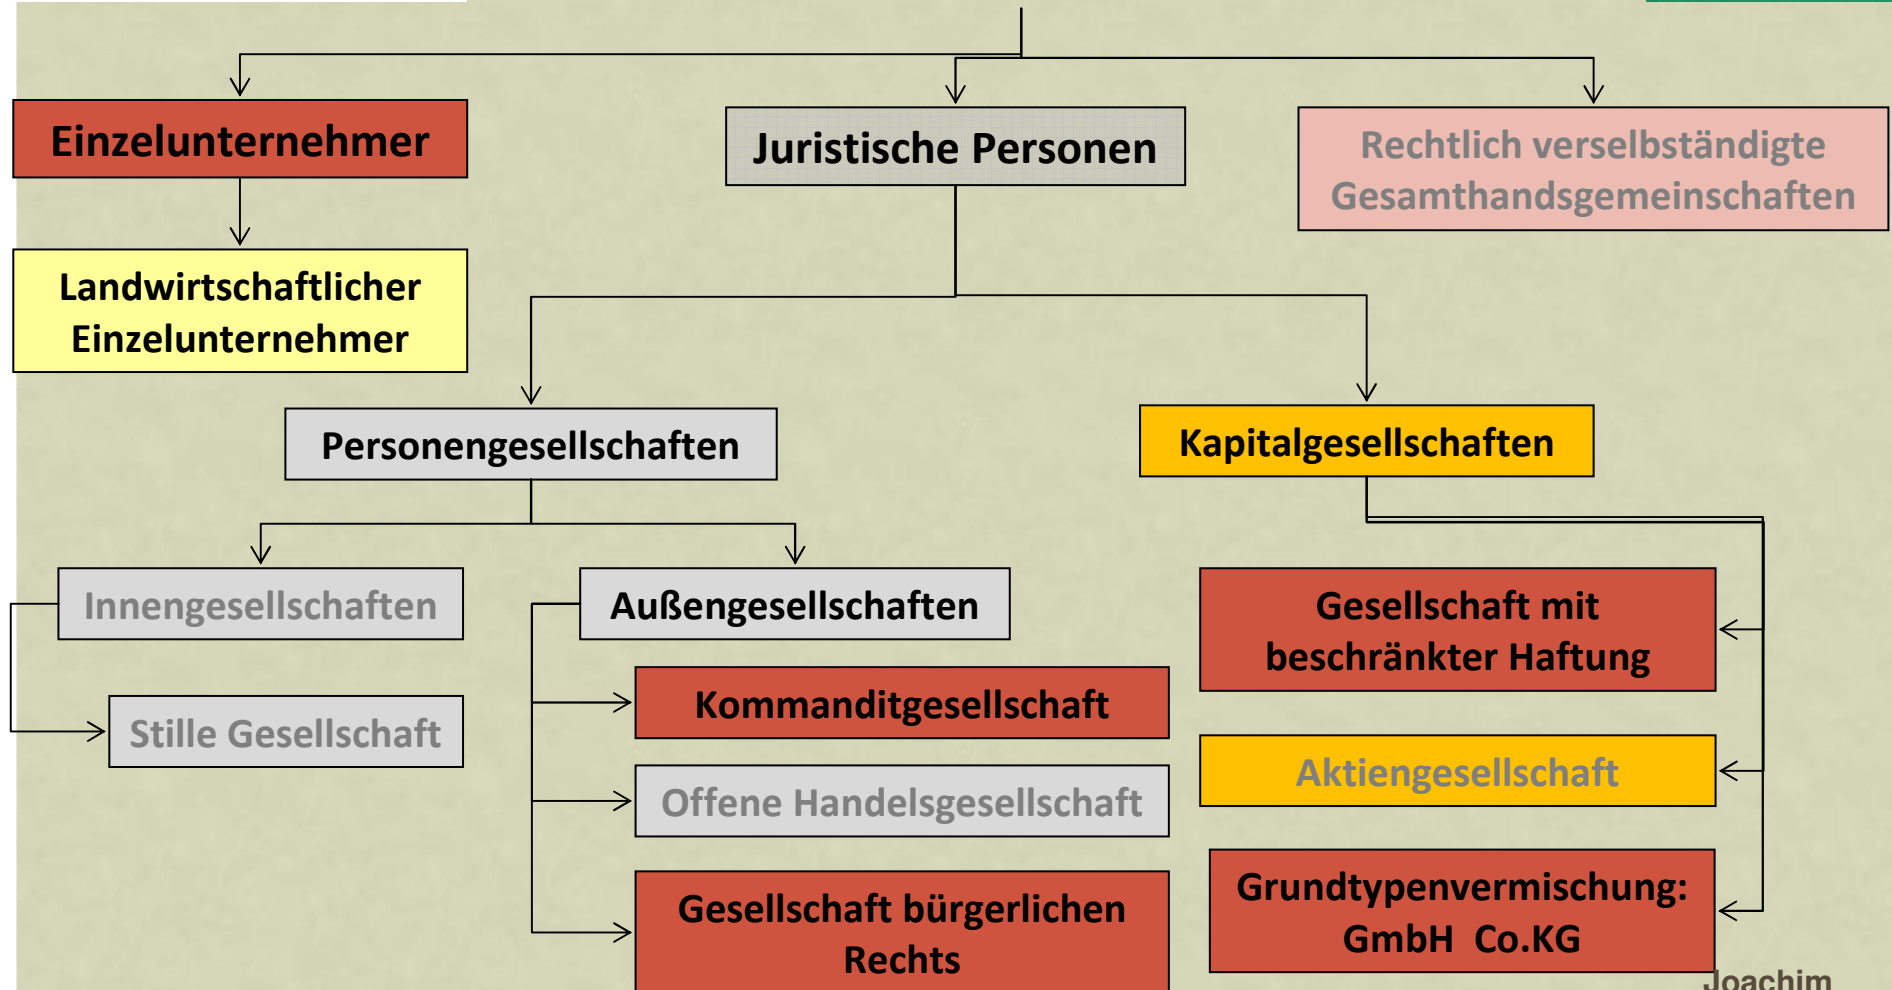 Einzelunternehmer
Juristische Personen
Rechtlich verselbständigte
Gesamthandsgemeinschaften
Landwirtschaftlicher
Einzelunternehmer
Personengesellschaften
Kapitalgesellschaften
Innengesellschaften
Außengesellschaften
Gesellschaft mit
beschränkter Haftung
Kommanditgesellschaft
Stille Gesellschaft
Aktiengesellschaft
Offene Handelsgesellschaft
Grundtypenvermischung:
GmbH Co.KG
Gesellschaft bürgerlichen
Rechts
Joachim